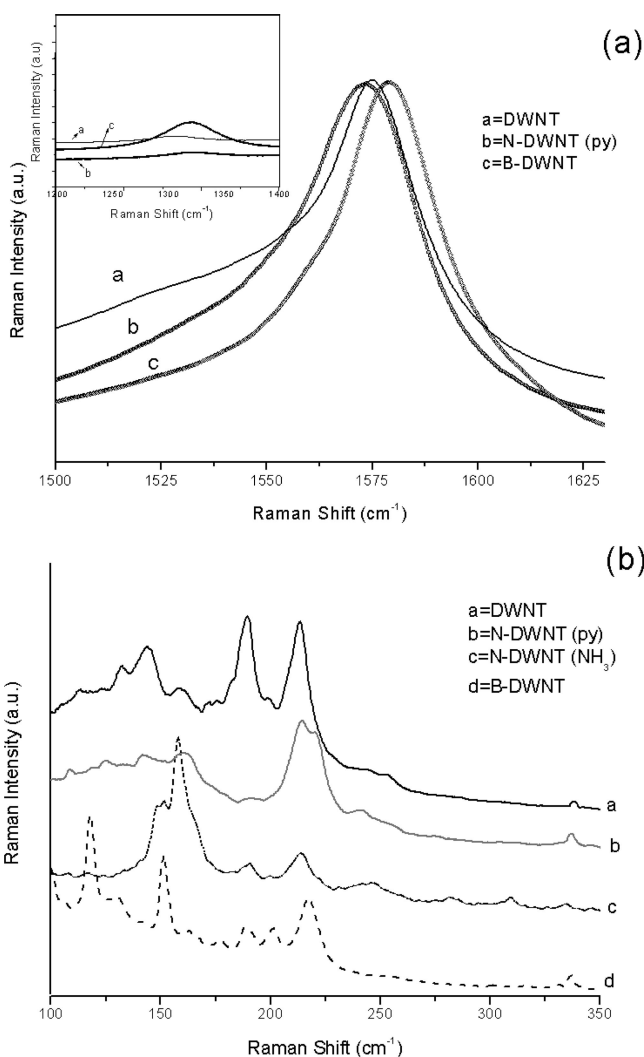 (a)
Raman Intensity (a.u)
a
c
b
1200 1250 1300 1350 1400
Raman Shift (cm-1)
a=DWNT
b=N-DWNT (py)
c=B-DWNT
Raman Intensity (a.u.)
a
b
c
1500 1525 1550 1575 1600 1625
Raman Shift (cm-1)
(b)
a=DWNT
b=N-DWNT (py)
c=N-DWNT (NH3)
d=B-DWNT
Raman Intensity (a.u.)
a
b
c
d
100 150 200 250 300 350
Raman Shift (cm-1)